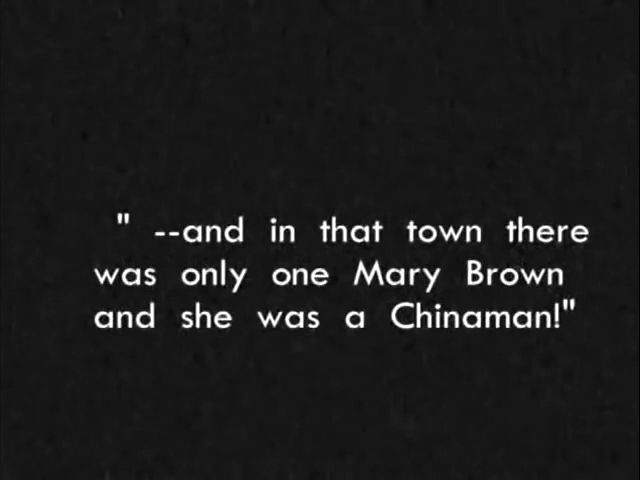 " --and in that town there
was only one Mary Brown
and she was a Chinaman!"